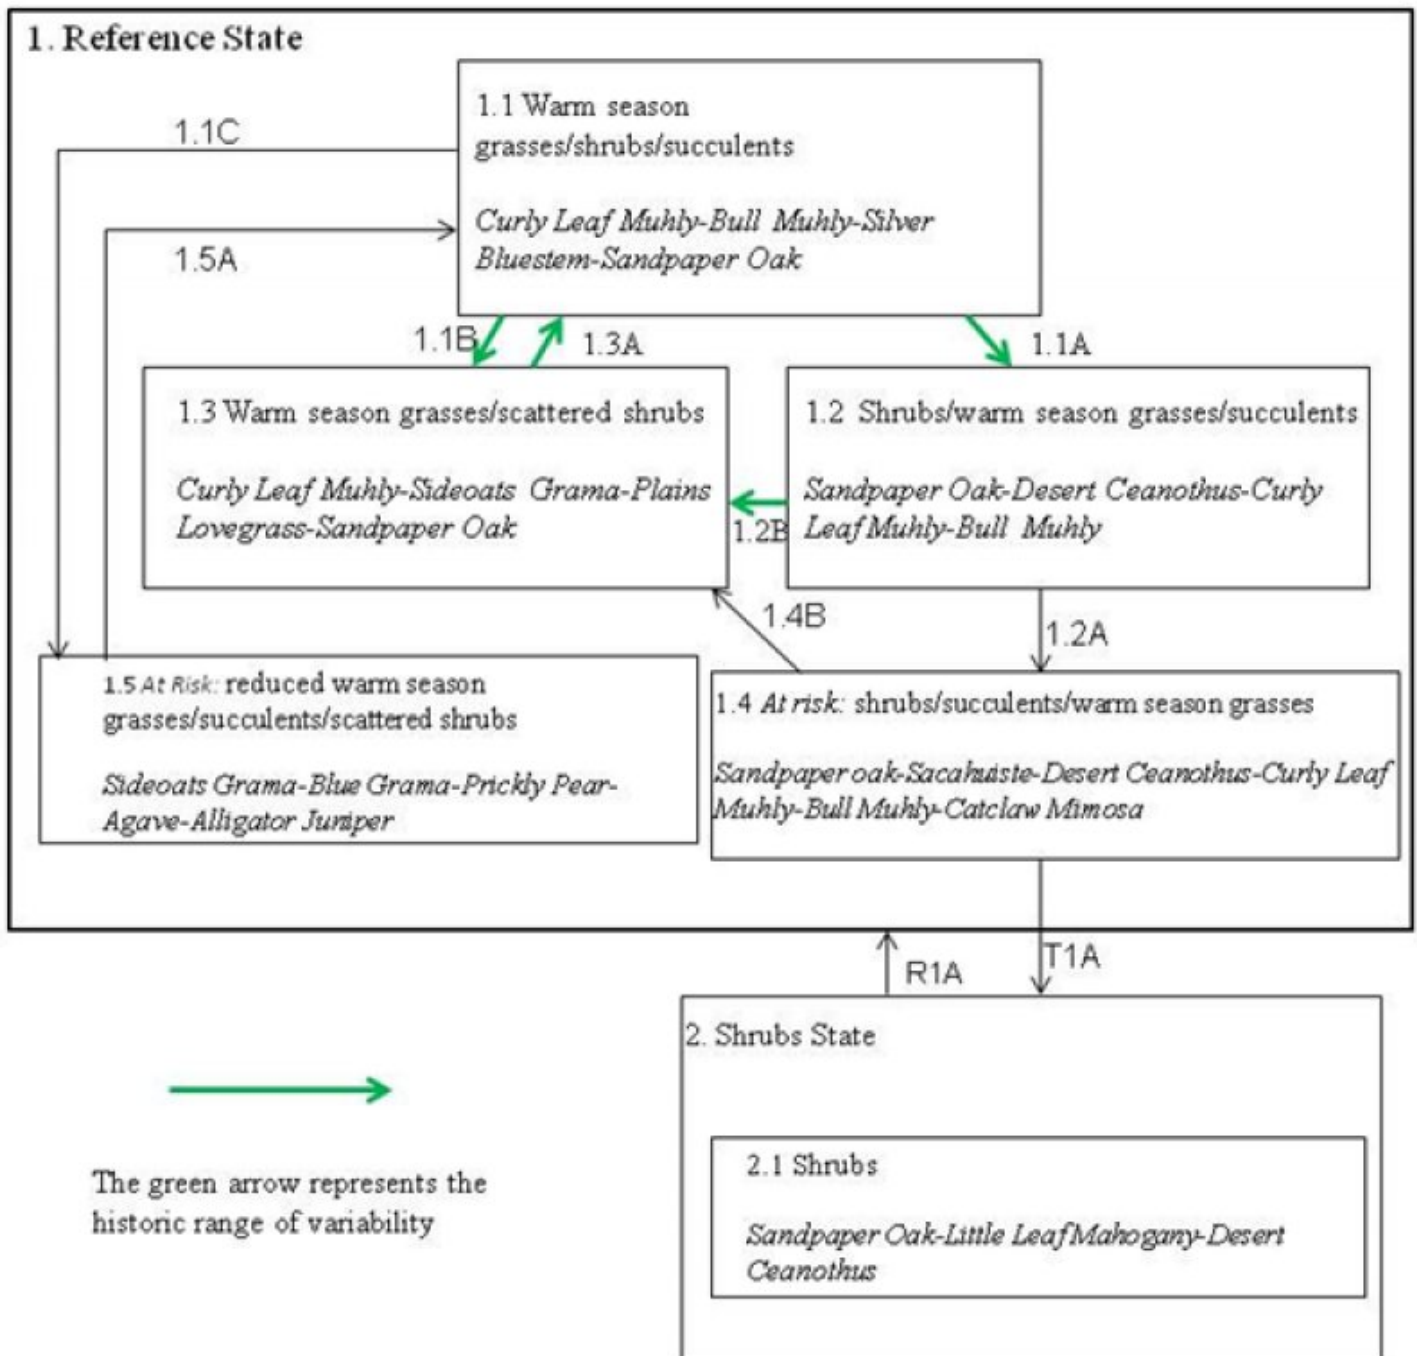 1. Reference State
1.1 Warm season
grasses/shrubs/succulents
Curly Leaf Muhly-Bull Muhly-Silver
Bluestem-Sandpaper Oak
1.1C
1.5A
1.1B
1.3A
1.1A
1.3 Warm season grasses/scattered shrubs
Curly Leaf Muhly-Sideoats Grama-Plains
Lovegrass-Sandpaper Oak
1.2B
1.2 Shrubs/warm season grasses/succulents
Sandpaper Oak-Desert Ceanothus-Curly
Leaf Muhly-Bull Muhly
1.4B
1.2A
1.5 At Risk: reduced warm season
grasses/succulents/scattered shrubs
Sideoats Grama-Blue Grama-Prickly Pear-
Agave-Alligator Juniper
1.4 At risk: shrubs/succulents/warm season grasses
Sandpaper oak-Sacahuiste-Desert Ceanothus-Curly Leaf
Muhly-Bull Muhly-Catclaw Mimosa
R1A
T1A
2. Shrubs State
2.1 Shrubs
Sandpaper Oak-Little Leaf Mahogany-Desert
Ceanothus
The green arrow represents the
historic range of variability